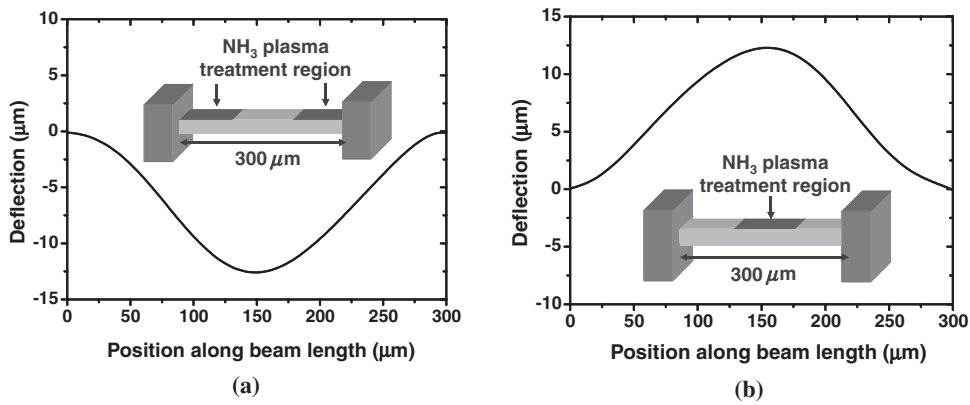 10
5
0
-5
-10
-15
Deflection (μm)
NH₃ plasma
treatment region
300 μm
0 50 100 150 200 250 300
Position along beam length (μm)
(a)
15
10
5
0
-5
-10
Deflection (μm)
NH₃ plasma
treatment region
300 μm
0 50 100 150 200 250 300
Position along beam length (μm)
(b)